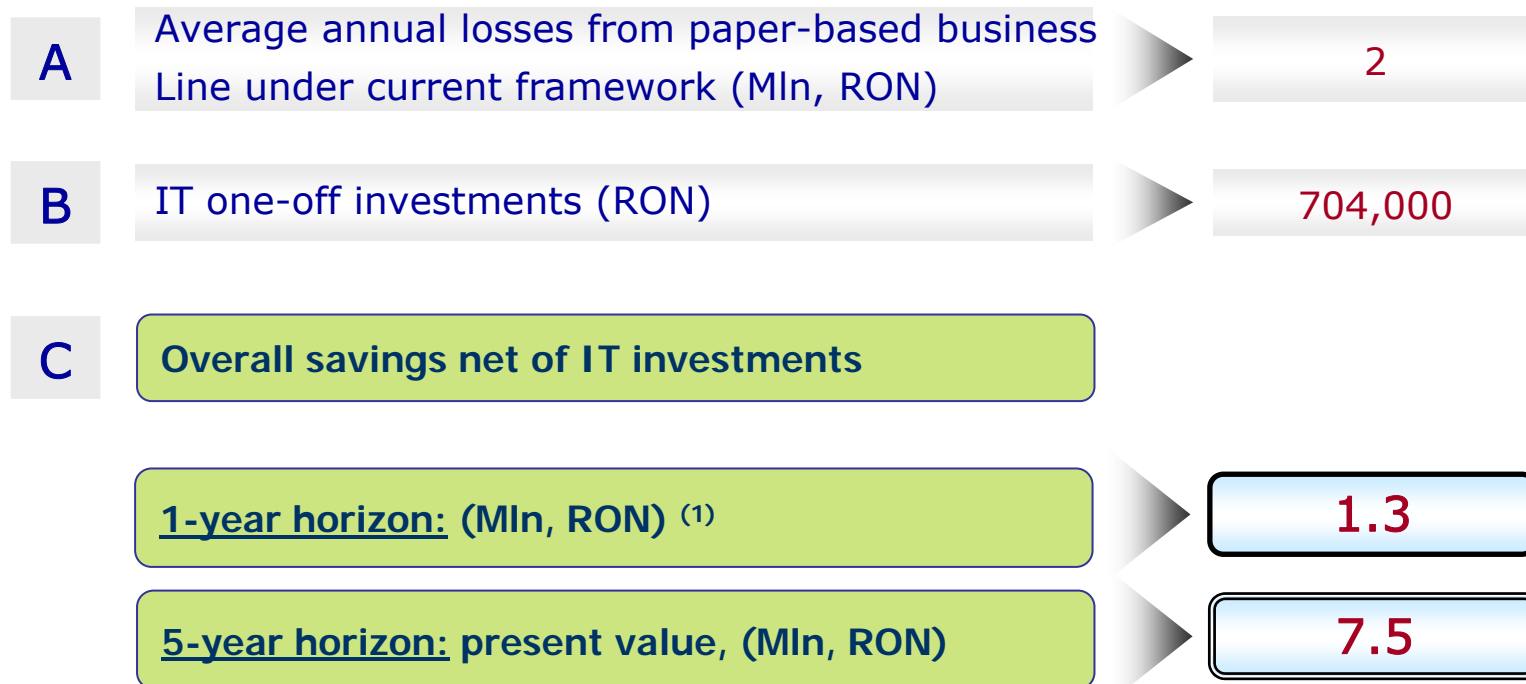 A
Average annual losses from paper-based business
Line under current framework (Mln, RON)
2
B
IT one-off investments (RON)
704,000
C
Overall savings net of IT investments
1-year horizon: (Mln, RON) (1)
1.3
5-year horizon: present value, (Mln, RON)
7.5